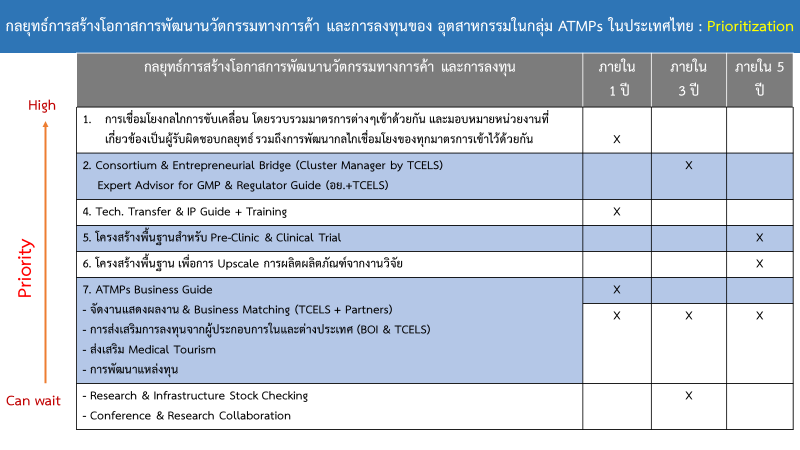 กลยุทธ์การสร้างโอกาสการพัฒนานวัตกรรมทางการค้า และการลงทุนของ อุตสาหกรรมในกลุ่ม ATMPs ในประเทศไทย : Prioritization
กลยุทธ์การสร้างโอกาสการพัฒนานวัตกรรมทางการค้า และการลงทุน
ภายใน 1 ปี
ภายใน 3 ปี
ภายใน 5 ปี
High
Priority
Can wait
1. การเชื่อมโยงกลไกการขับเคลื่อน โดยรวบรวมมาตรการต่างๆเข้าด้วยกัน และมอบหมายหน่วยงานที่
เกี่ยวข้องเป็นผู้รับผิดชอบกลยุทธ์ รวมถึงการพัฒนากลไกเชื่อมโยงของทุกมาตรการเข้าไว้ด้วยกัน X
2. Consortium & Entrepreneurial Bridge (Cluster Manager by TCELS) X
Expert Advisor for GMP & Regulator Guide (อย.+TCELS)
4. Tech. Transfer & IP Guide + Training X
5. โครงสร้างพื้นฐานสำหรับ Pre-Clinic & Clinical Trial X
6. โครงสร้างพื้นฐาน เพื่อการ Upscale การผลิตผลิตภัณฑ์จากงานวิจัย X
7. ATMPs Business Guide X
- จัดงานแสดงผลงาน & Business Matching (TCELS + Partners) X X X
- การส่งเสริมการลงทุนจากผู้ประกอบการในและต่างประเทศ (BOI & TCELS)
- ส่งเสริม Medical Tourism
- การพัฒนาแหล่งทุน
- Research & Infrastructure Stock Checking X
- Conference & Research Collaboration